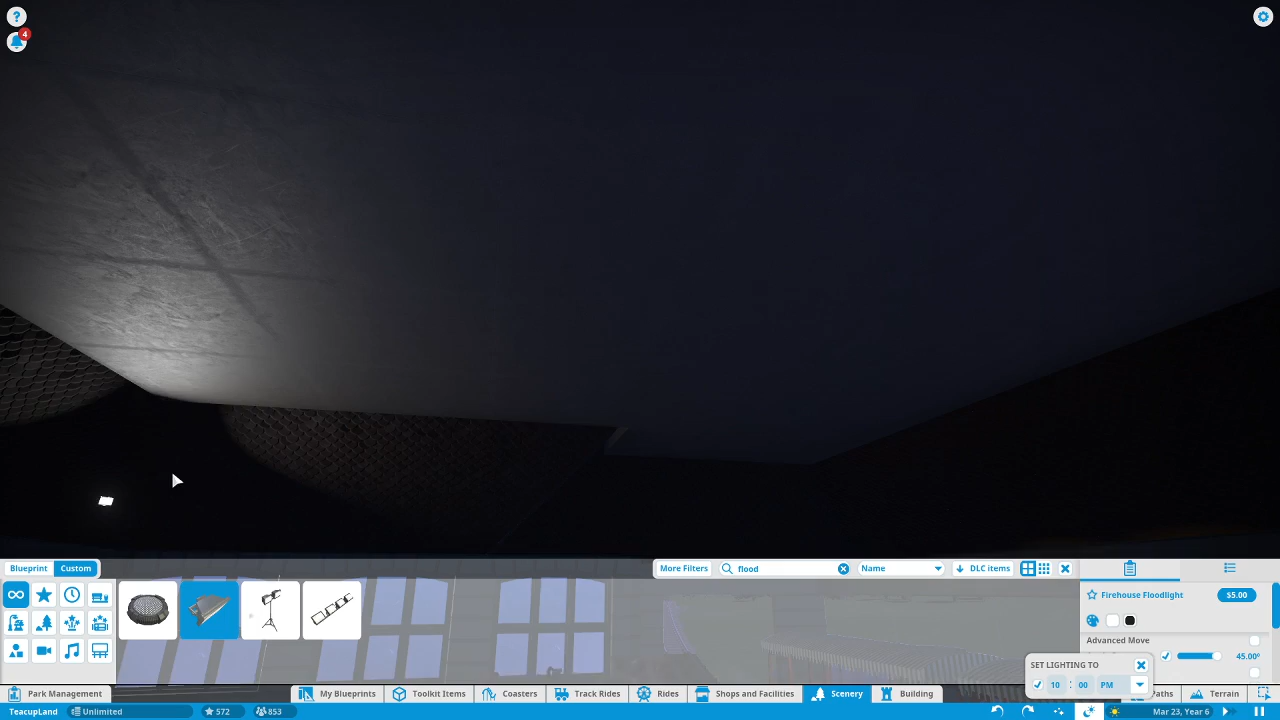 4
Blueprint
Custom
More Filters
flood
Name
DLC items
Firehouse Floodlight
$5.00
Advanced Move
45.00º
SET LIGHTING TO
10 : 00 PM
Park Management
My Blueprints
Toolkit Items
Coasters
Track Rides
Rides
Shops and Facilities
Scenery
Building
Paths
Terrain
TeacupLand
Unlimited
572
853
Mar 23, Year 6